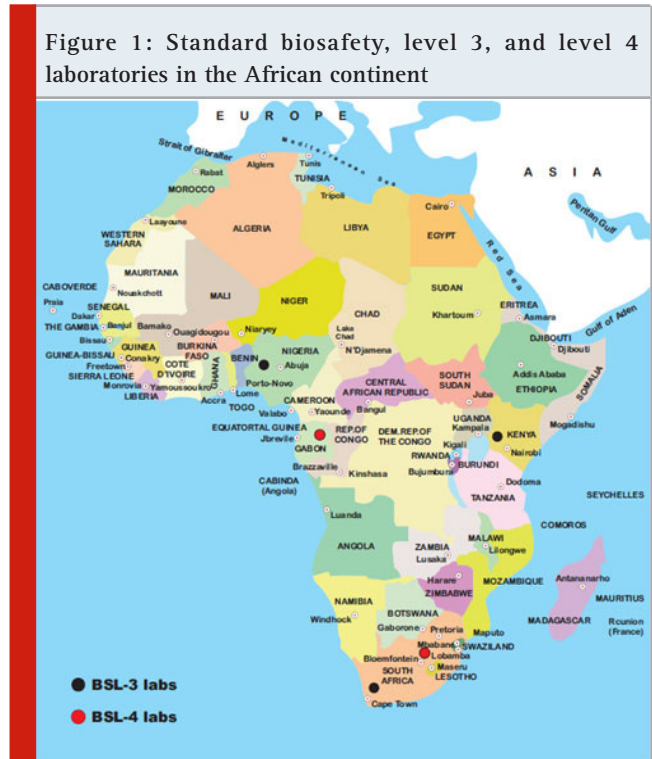 Figure 1: Standard biosafety, level 3, and level 4
laboratories in the African continent
EUROPE
Strait of Gibraltar
Mediterranean Sea
ASIA
Algiers
Tunis
Rabat
TUNISIA
MOROCCO
Tripoli
Cairo
Peritan Gulf
Laayoune
ALGERIA
LIBYA
EGYPT
WESTERN
SAHARA
Red Sea
MAURITANIA
CABOVERDE
Nouakchott
MALI
NIGER
SUDAN
ERITREA
Praia
SENEGAL
CHAD
Khartoum
Asmara
Gulf of Aden
Dakar
THE GAMBIA
Banjul
Bamako
Ouagidougou
Niaryey
Lake
Chad
DJIBOUTI
Djibouti
Bissau
GUINEA
BURKINA
FASO
BENIN
NIGERIA
N'Djamena
GUINEA-BISSAU
Conakry
COTE
D'IVOIRE
GHANA
Abuja
Addis Ababa
Freetown
SIERRA LEONE
Porto-Novo
CENTRAL
AFRICAN REPUBLIC
SOUTH
SUDAN
ETHIOPIA
SOMALIA
Monrovia
Yamoussoukro
Lome
CAMEROON
Juba
LIBERIA
Accra
TOGO
Valabo
Yaounde
Bangul
EQUATORTAL GUINEA
UGANDA
Kampala
Mogadishu
Jbreville
REP.OF
CONGO
DEM.REP.OF
THE CONGO
KENYA
GABON
Kigali
RWANDA
Nairobi
Brazzaville
Kinshasa
Bujumbura
BURUNDI
CABINDA
(Angola)
Dodoma
TANZANIA
SEYCHELLES
Luanda
COMOROS
ANGOLA
ZAMBIA
Lusaka
MALAWI
Lilongwe
Harare
ZIMBABWE
MOZAMBIQUE
Antananarho
MAURITIUS
NAMIBIA
BOTSWANA
MADAGASCAR
Rounion
(France)
Windhock
Gaborone
Pretoria
Maputo
Mbabane
SWAZILAND
Bloemfontein
Lobamba
SOUTH
AFRICA
Maseru
LESOTHO
Cape Town
BSL-3 labs
BSL-4 labs